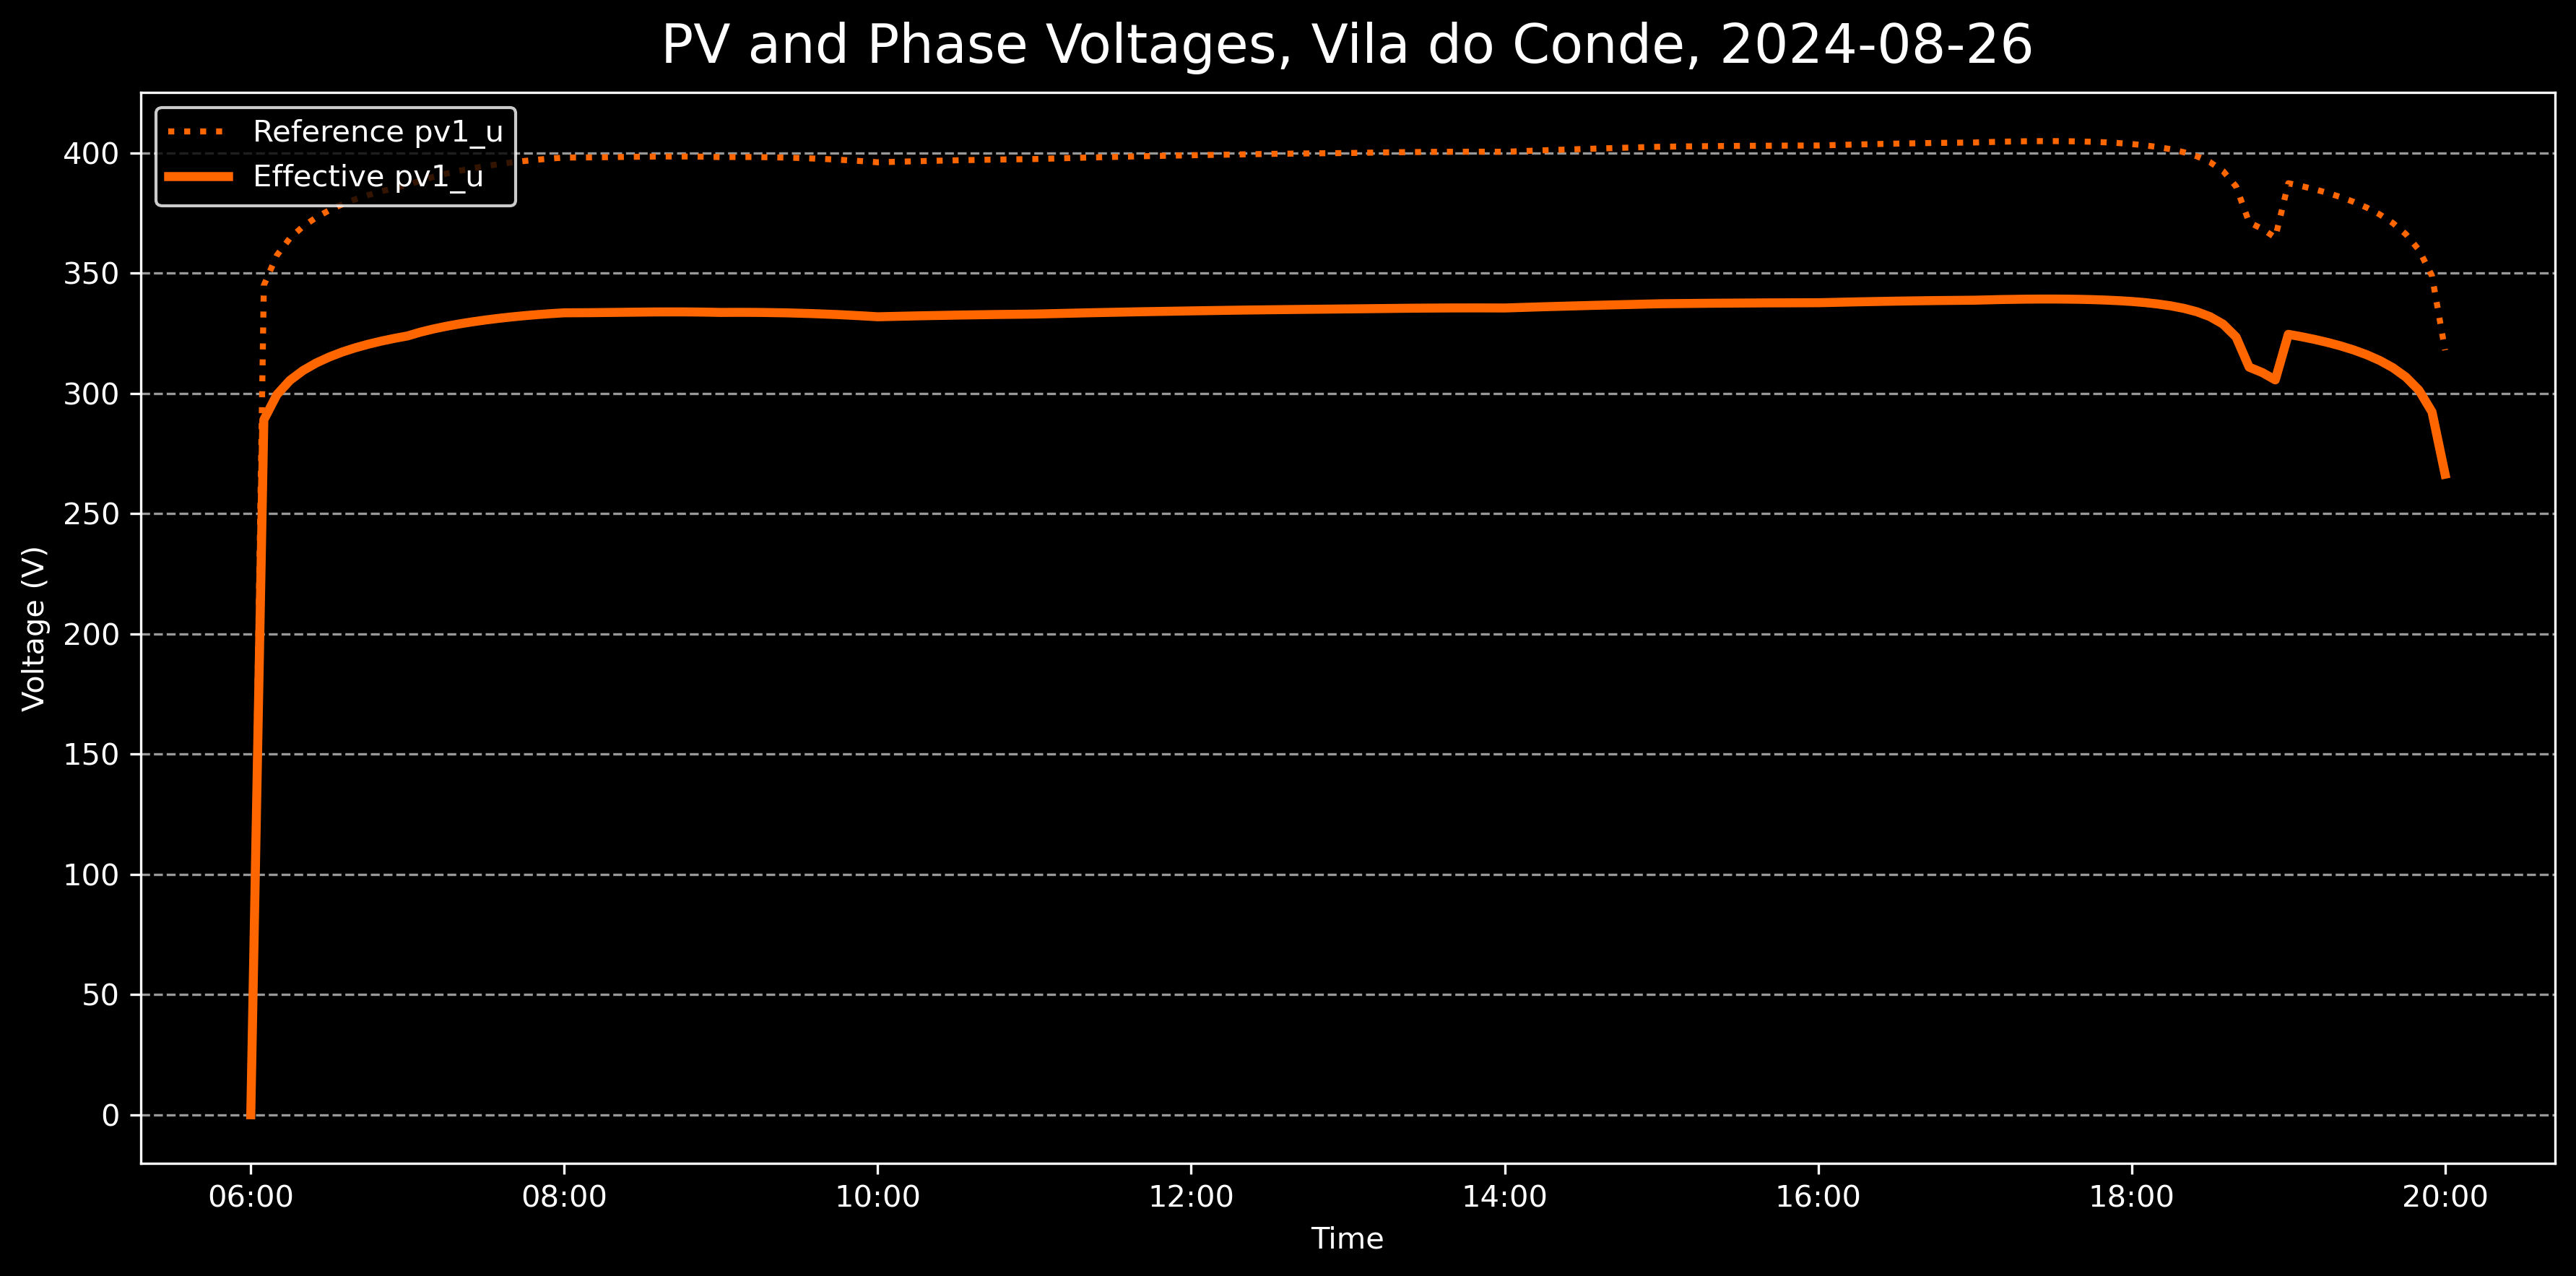 PV and Phase Voltages, Vila do Conde, 2024-08-26
Reference pv1_u
Effective pv1_u
Voltage (V)
400
350
300
250
200
150
100
50
0
06:00 08:00 10:00 12:00 14:00 16:00 18:00 20:00
Time